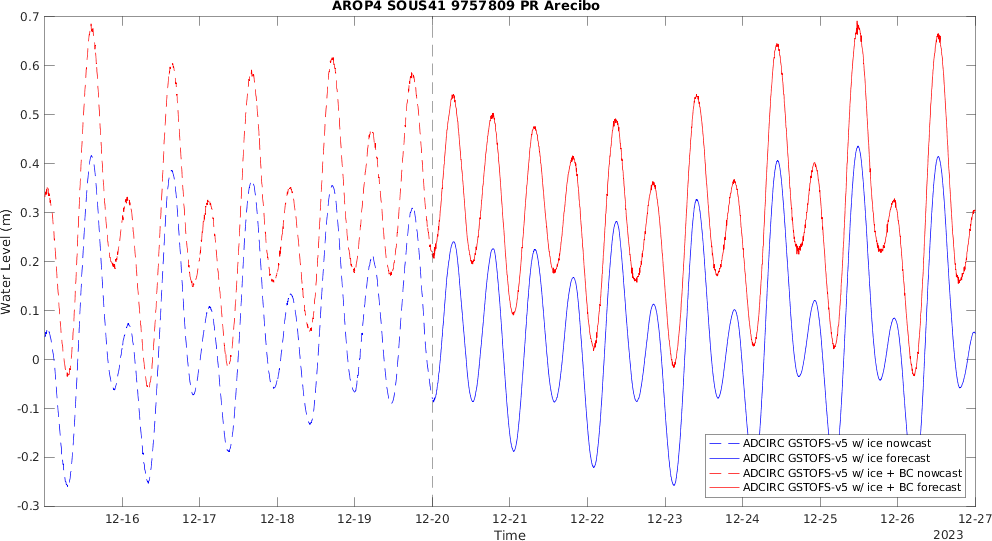 AROP4 SOUS41 9757809 PR Arecibo
0.7
0.6
0.5
0.4
0.3
0.2
0.1
0
-0.1
-0.2
-0.3
Water Level (m)
12-16 12-17 12-18 12-19 12-20 12-21 12-22 12-23 12-24 12-25 12-26 12-27
Time
2023
ADCIRC GSTOFS-v5 w/ ice nowcast
ADCIRC GSTOFS-v5 w/ ice forecast
ADCIRC GSTOFS-v5 w/ ice + BC nowcast
ADCIRC GSTOFS-v5 w/ ice + BC forecast